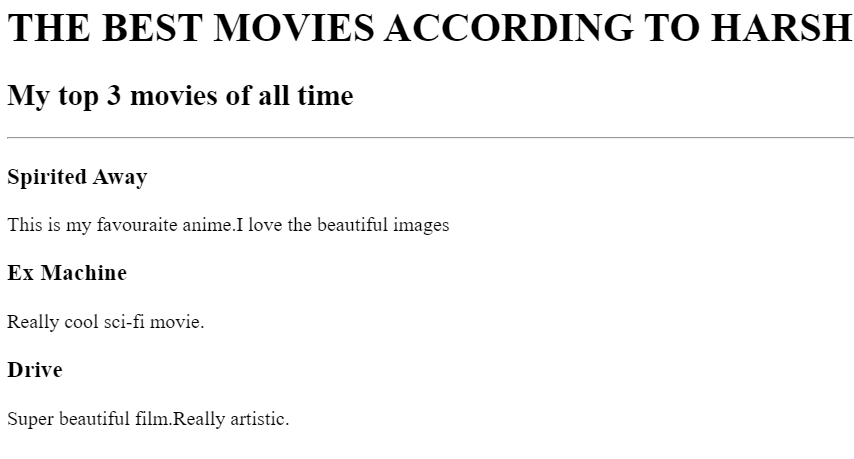 THE BEST MOVIES ACCORDING TO HARSH
My top 3 movies of all time
Spirited Away
This is my favouraite anime.I love the beautiful images
Ex Machine
Really cool sci-fi movie.
Drive
Super beautiful film.Really artistic.